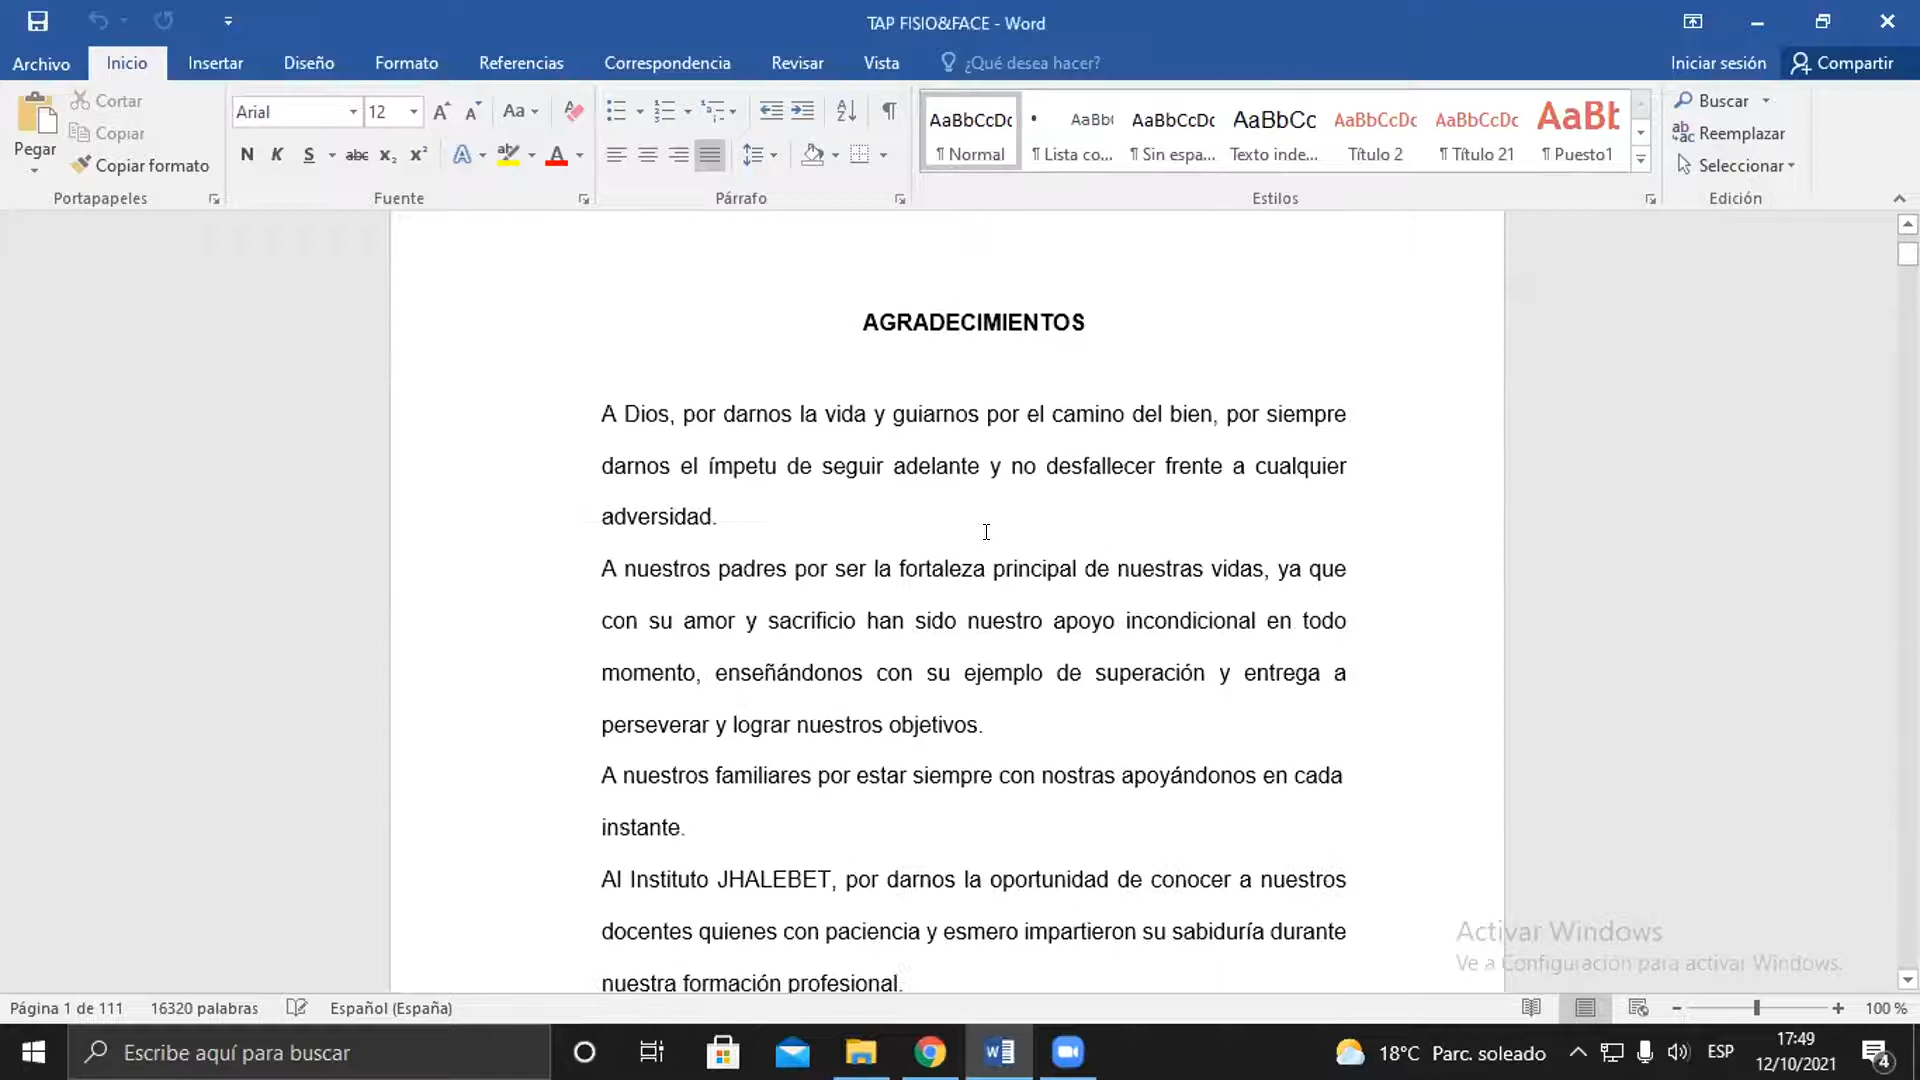 TAP FISIO&FACE - Word
Archivo Inicio Insertar Diseño Formato Referencias Correspondencia Revisar Vista ¿Qué desea hacer? Iniciar sesión Compartir
Pegar
Cortar
Copiar
Copiar formato
Portapapeles
Arial 12 Aa
N K S abc x₂ x² A ab A
Fuente
Párrafo
AaBbCcDc AaBb( AaBbCcDc AaBbCc AaBbCcDc AaBbCcDc AaBb
¶ Normal ¶ Lista co... ¶ Sin espa... Texto inde... Título 2 ¶ Título 21 ¶ Puesto1
Estilos
Buscar
Reemplazar
Seleccionar
Edición
AGRADECIMIENTOS
A Dios, por darnos la vida y guiarnos por el camino del bien, por siempre
darnos el ímpetu de seguir adelante y no desfallecer frente a cualquier
adversidad.
A nuestros padres por ser la fortaleza principal de nuestras vidas, ya que
con su amor y sacrificio han sido nuestro apoyo incondicional en todo
momento, enseñándonos con su ejemplo de superación y entrega a
perseverar y lograr nuestros objetivos.
A nuestros familiares por estar siempre con nostras apoyándonos en cada
instante.
Al Instituto JHALEBET, por darnos la oportunidad de conocer a nuestros
docentes quienes con paciencia y esmero impartieron su sabiduría durante
nuestra formación profesional.
Activar Windows
Ve a Configuración para activar Windows.
Página 1 de 111 16320 palabras Español (España) 100 %
Escribe aquí para buscar
18°C Parc. soleado ESP
17:49
12/10/2021
4